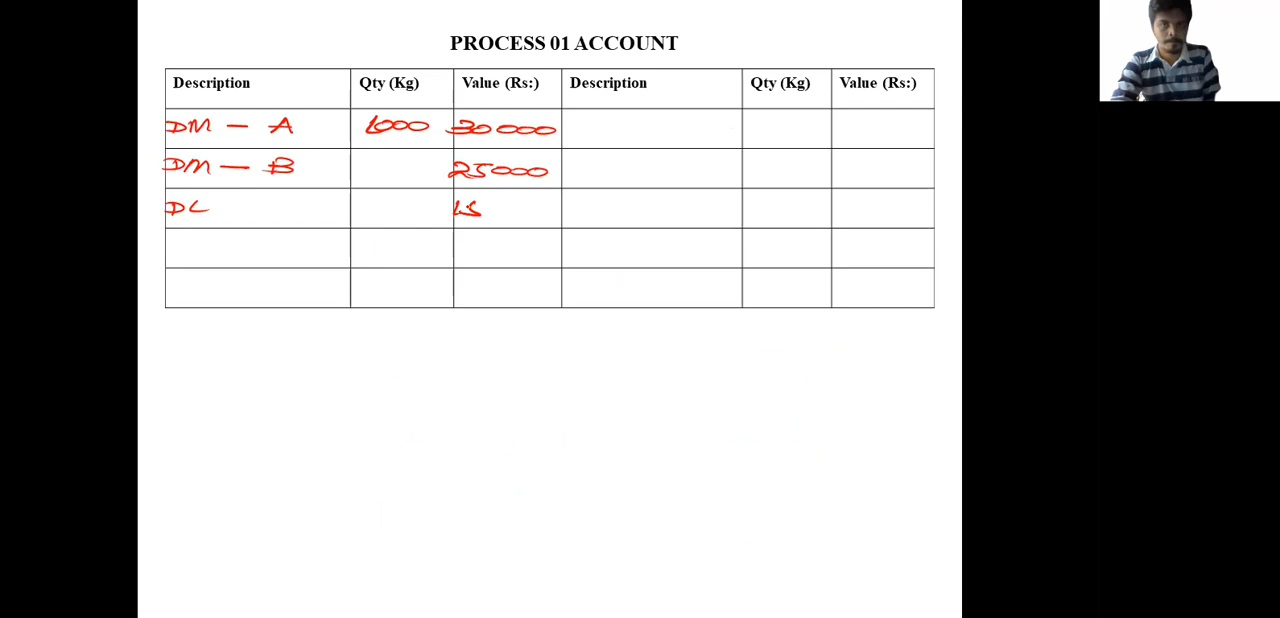 PROCESS 01 ACCOUNT
Description Qty (Kg) Value (Rs:) Description Qty (Kg) Value (Rs:)
DM - A 1000 30000
DM - B 25000
DL 15